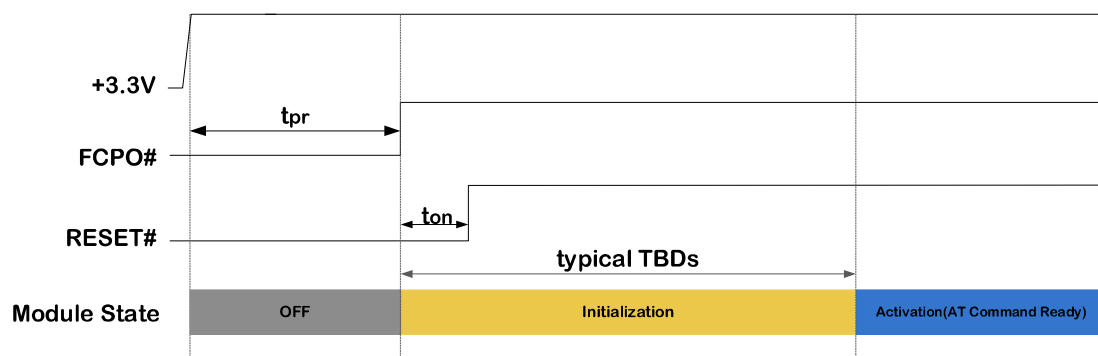 +3.3V
tpr
FCPO#
ton
RESET#
typical TBDs
Module State
OFF
Initialization
Activation(AT Command Ready)